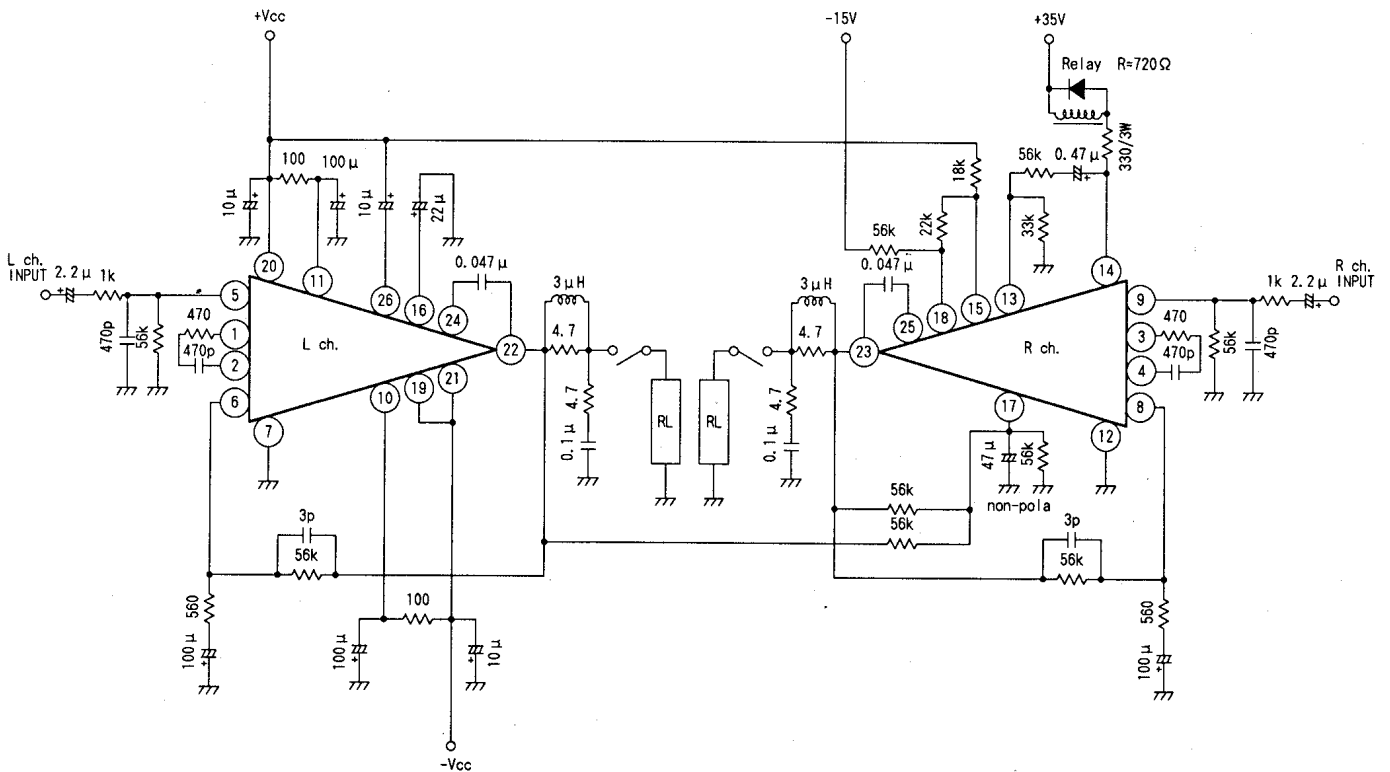 +Vcc
-15V
+35V
Relay R=720Ω
330/3W
100
100μ
10μ
10μ
22μ
18k
56k
0.47μ
22k
33k
56k
0.047μ
0.047μ
L ch.
INPUT
2.2μ
1k
R ch.
INPUT
1k
2.2μ
20
11
26
16
24
22
5
1
2
6
7
10
19
21
L ch.
470
470p
470p
56k
3μH
4.7
4.7
0.1μ
RL
RL
3μH
4.7
4.7
0.1μ
23
25
18
15
13
14
9
3
4
8
12
17
R ch.
470
470p
56k
470p
47μ
56k
non-pola
56k
56k
3p
56k
3p
56k
560
100μ
100
100μ
10μ
560
100μ
-Vcc